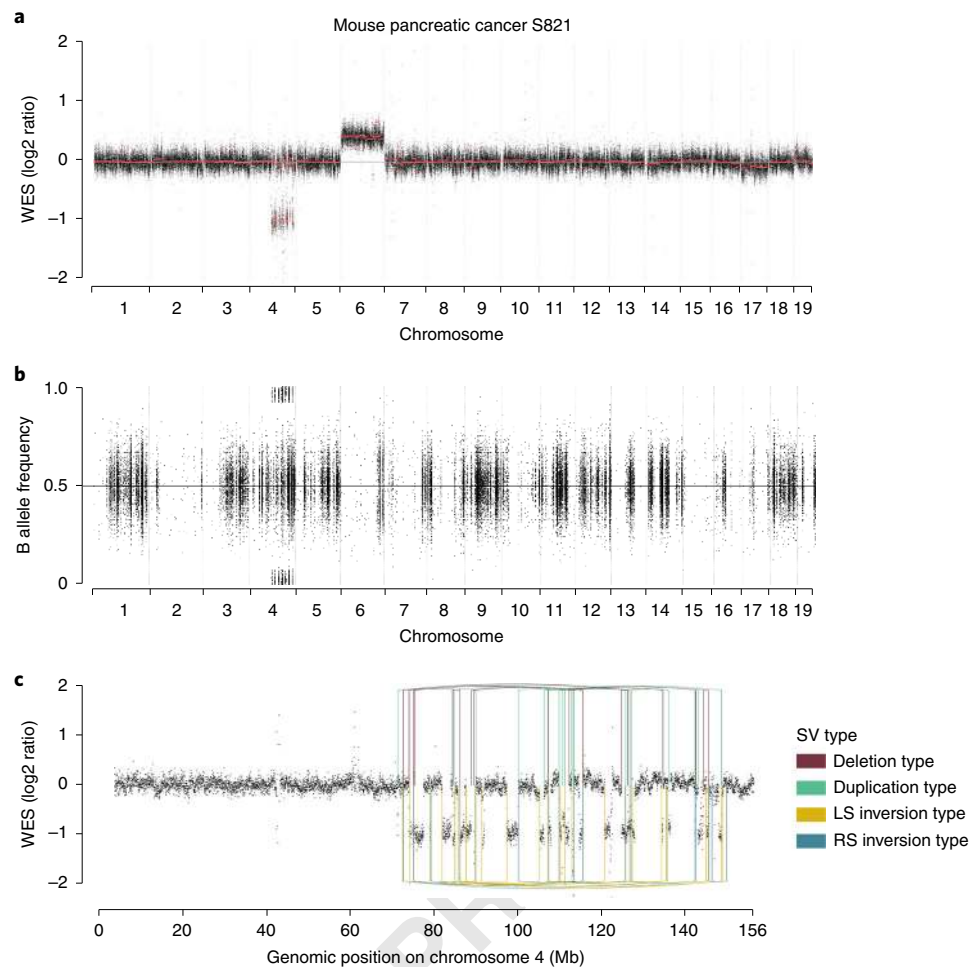 a
Mouse pancreatic cancer S821
2
1
0
–1
–2
WES (log2 ratio)
1 2 3 4 5 6 7 8 9 10 11 12 13 14 15 16 17 18 19
Chromosome
b
1.0
0.5
0
B allele frequency
1 2 3 4 5 6 7 8 9 10 11 12 13 14 15 16 17 18 19
Chromosome
c
2
1
0
–1
–2
WES (log2 ratio)
0 20 40 60 80 100 120 140 156
Genomic position on chromosome 4 (Mb)
SV type
Deletion type
Duplication type
LS inversion type
RS inversion type